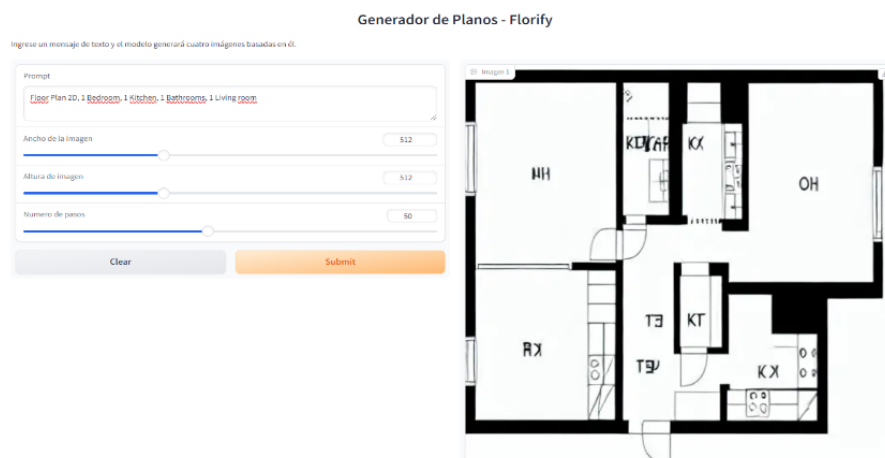 Generador de Planos - Florify
Ingrese un mensaje de texto y el modelo generará cuatro imágenes basadas en él.
Prompt
Floor Plan 2D, 1 Bedroom, 1 Kitchen, 1 Bathrooms, 1 Living room
Ancho de la imagen
512
Altura de imagen
512
Numero de pasos
50
Clear
Submit
Imagen 1
OH
KT